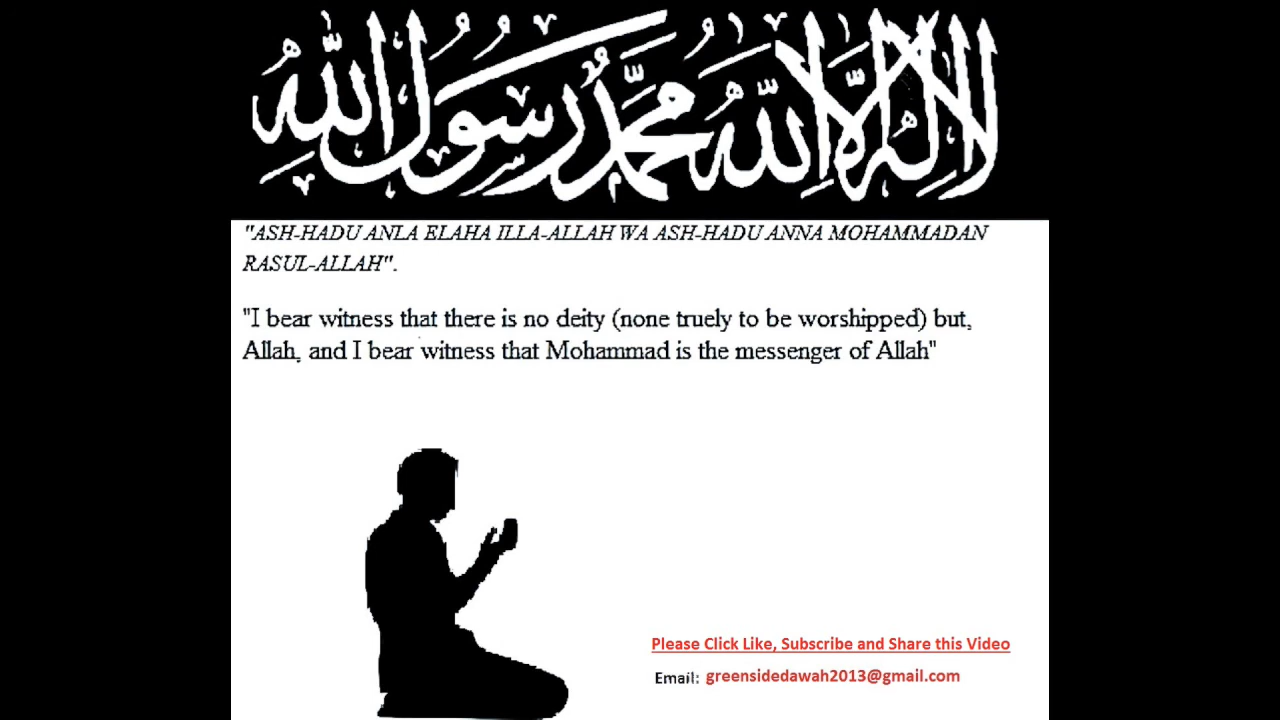 لا إله إلا الله محمد رسول الله
"ASH-HADU ANLA ELAHA ILLA-ALLAH WA ASH-HADU ANNA MOHAMMADAN
RASUL-ALLAH".
"I bear witness that there is no deity (none truely to be worshipped) but,
Allah, and I bear witness that Mohammad is the messenger of Allah"
Please Click Like, Subscribe and Share this Video
Email: greensidedawah2013@gmail.com